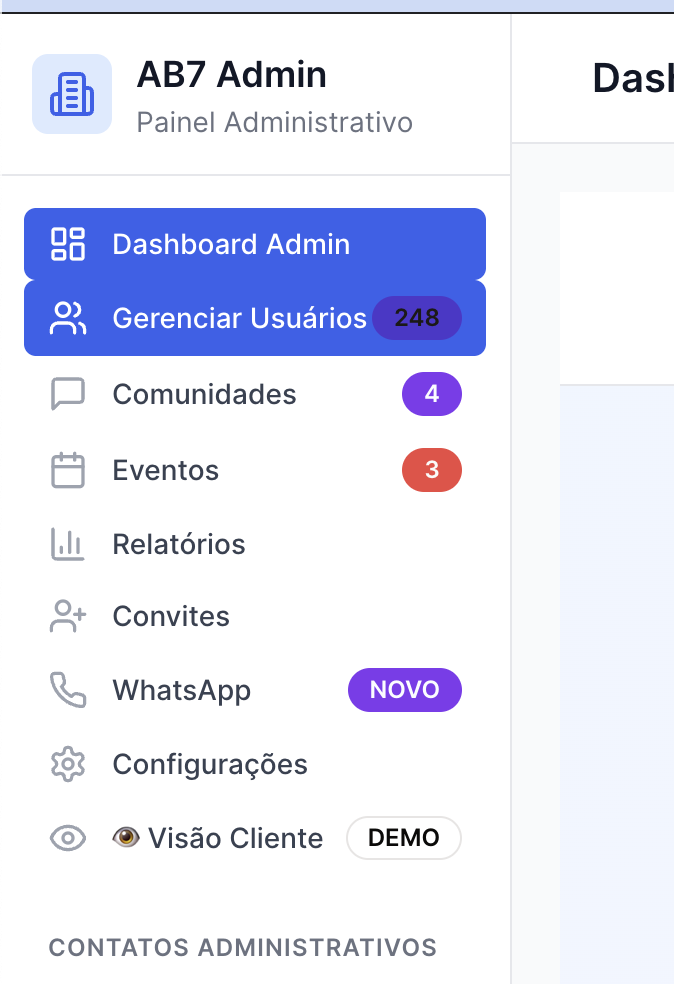 AB7 Admin
Painel Administrativo
Dashboard Admin
Gerenciar Usuários 248
Comunidades 4
Eventos 3
Relatórios
Convites
WhatsApp NOVO
Configurações
👁️ Visão Cliente DEMO
CONTATOS ADMINISTRATIVOS